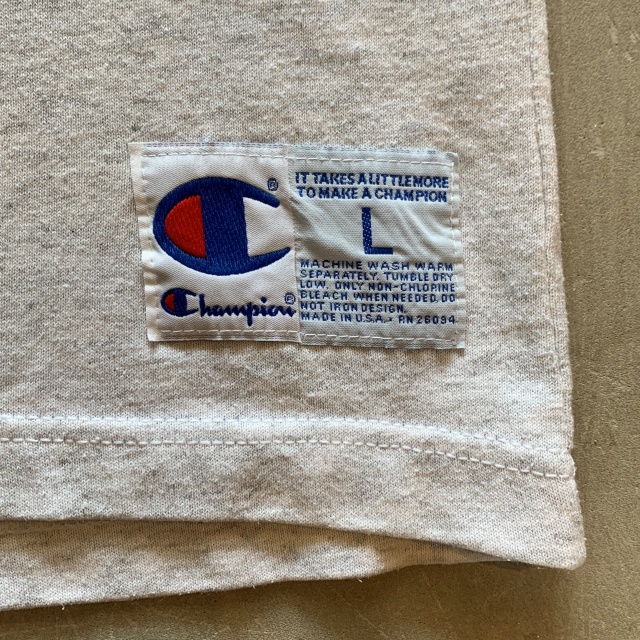 ®
Champion®
IT TAKES A LITTLE MORE
TO MAKE A CHAMPION
L
MACHINE WASH WARM
SEPARATELY. TUMBLE DRY
LOW. ONLY NON-CHLORINE
BLEACH WHEN NEEDED. DO
NOT IRON DESIGN.
MADE IN U.S.A. • RN 26094